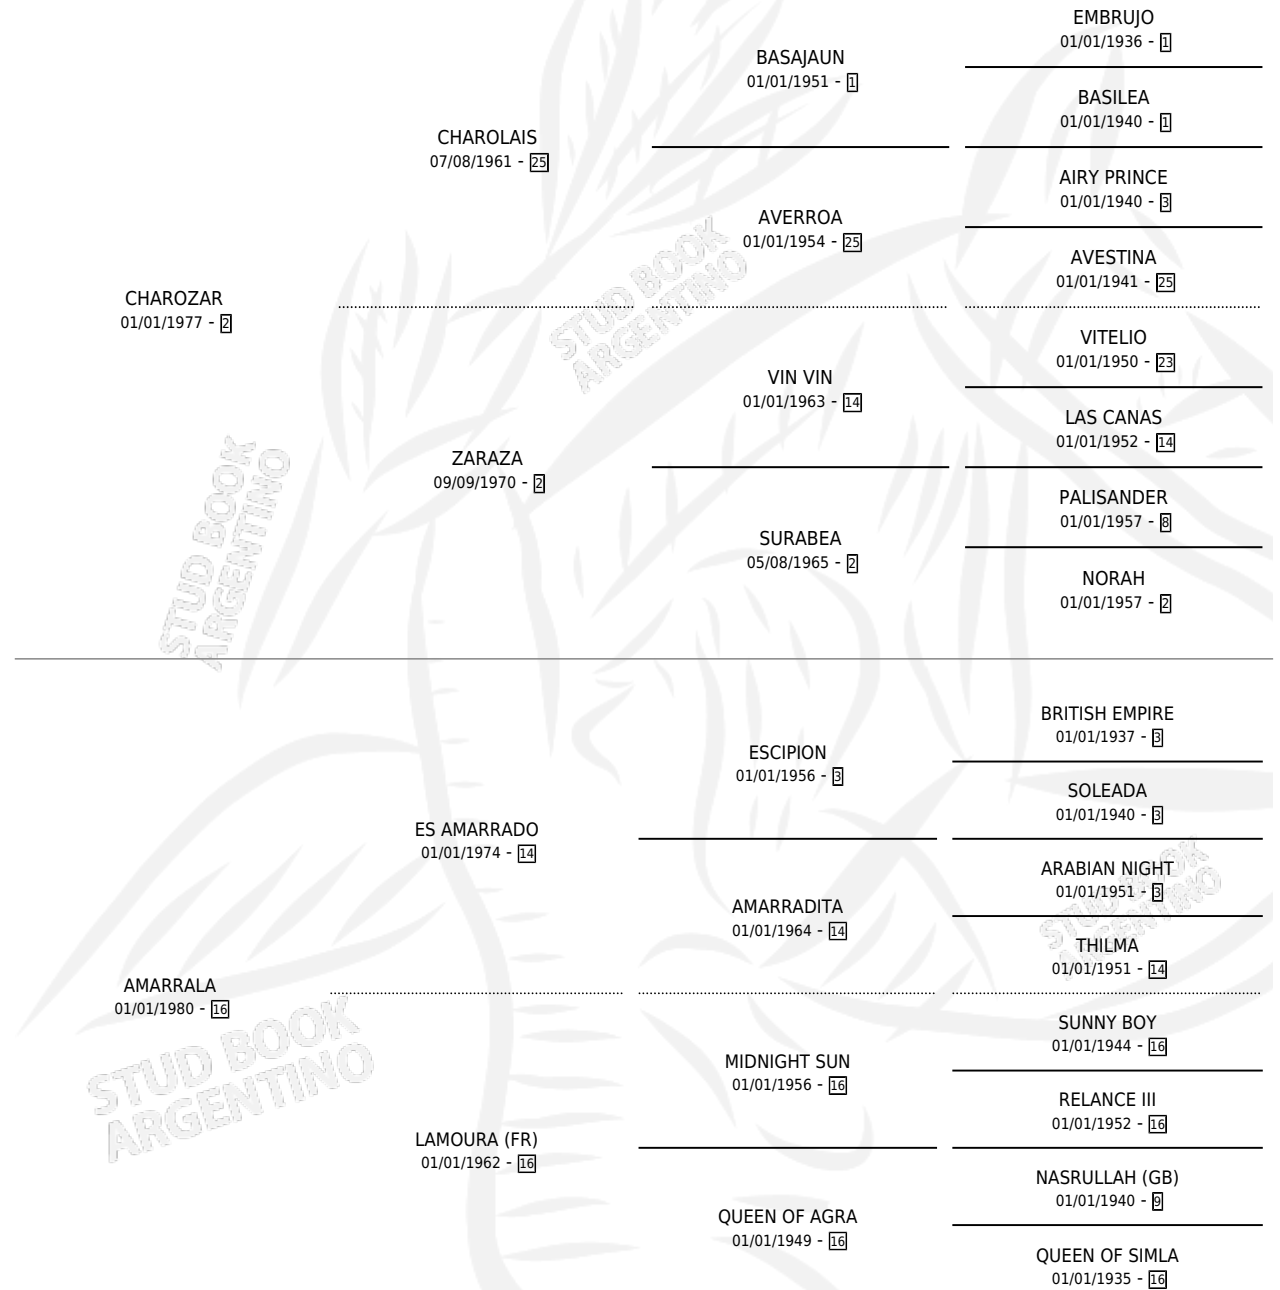 EMBRUJO
01/01/1936 - 1
BASAJAUN
01/01/1951 - 1
BASILEA
01/01/1940 - 1
CHAROLAIS
07/08/1961 - 25
AIRY PRINCE
01/01/1940 - 3
AVERROA
01/01/1954 - 25
AVESTINA
01/01/1941 - 25
CHAROZAR
01/01/1977 - 2
STUD BOOK
ARGENTINO
VITELIO
01/01/1950 - 23
VIN VIN
01/01/1963 - 14
LAS CANAS
01/01/1952 - 14
ZARAZA
09/09/1970 - 2
PALISANDER
01/01/1957 - 8
SURABEA
05/08/1965 - 2
NORAH
01/01/1957 - 2
STUD BOOK
ARGENTINO
BRITISH EMPIRE
01/01/1937 - 3
ESCIPION
01/01/1956 - 3
SOLEADA
01/01/1940 - 3
ES AMARRADO
01/01/1974 - 14
ARABIAN NIGHT
01/01/1951 - 3
AMARRADITA
01/01/1964 - 14
STUD BOOK
ARGENTINO
THILMA
01/01/1951 - 14
AMARRALA
01/01/1980 - 16
SUNNY BOY
01/01/1944 - 16
MIDNIGHT SUN
01/01/1956 - 16
STUD BOOK
ARGENTINO
RELANCE III
01/01/1952 - 16
LAMOURA (FR)
01/01/1962 - 16
NASRULLAH (GB)
01/01/1940 - 9
QUEEN OF AGRA
01/01/1949 - 16
QUEEN OF SIMLA
01/01/1935 - 16